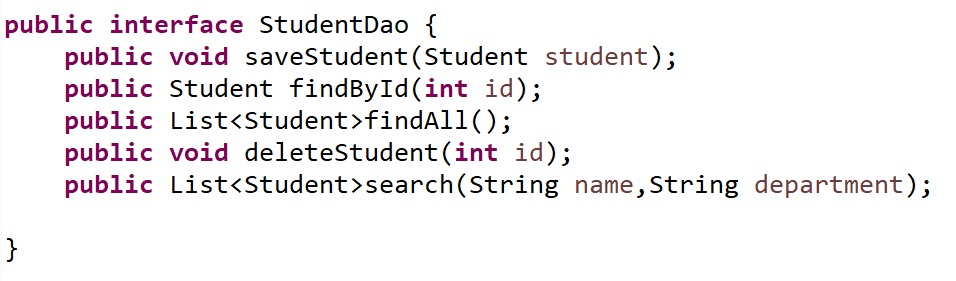 public interface StudentDao {
    public void saveStudent(Student student);
    public Student findById(int id);
    public List<Student>findAll();
    public void deleteStudent(int id);
    public List<Student>search(String name,String department);
}